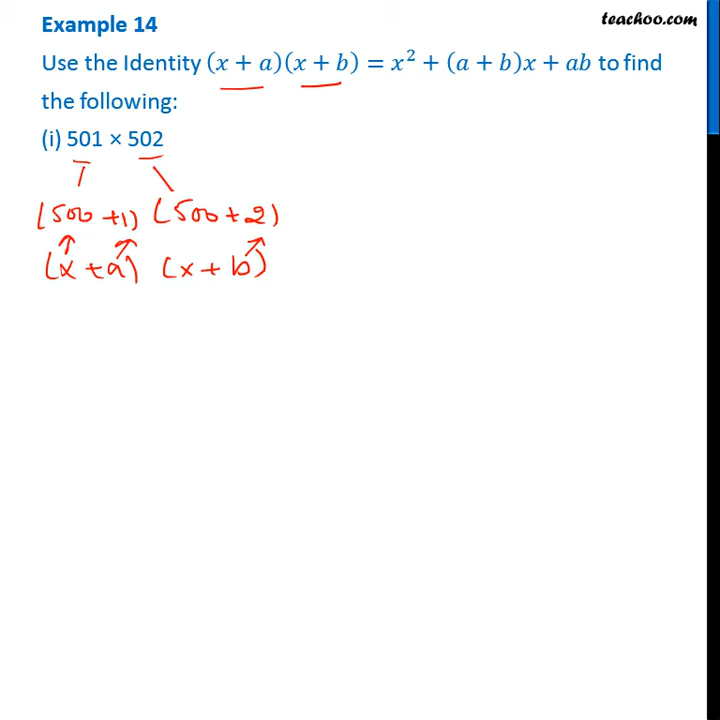 teachoo.com
Example 14
Use the Identity (𝑥 + 𝑎)(𝑥 + 𝑏) = 𝑥² + (𝑎 + 𝑏)𝑥 + 𝑎𝑏 to find
the following:
(i) 501 × 502
(500 +1) (500+2)
(x +a) (x + b)